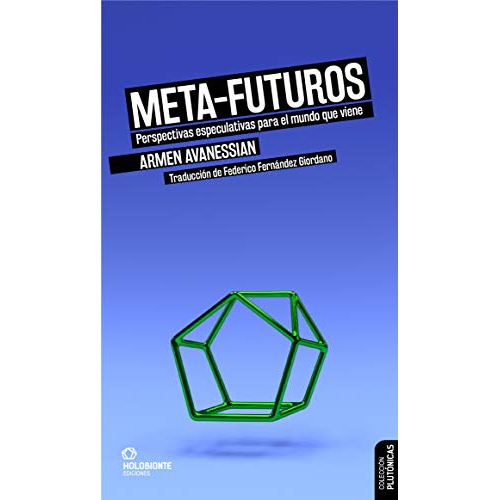 META-FUTUROS
Perspectivas especulativas para el mundo que viene
ARMEN AVANESSIAN
Traducción de Federico Fernández Giordano
HOLOBIONTE
EDICIONES
COLECCIÓN
PLUTÓNICAS